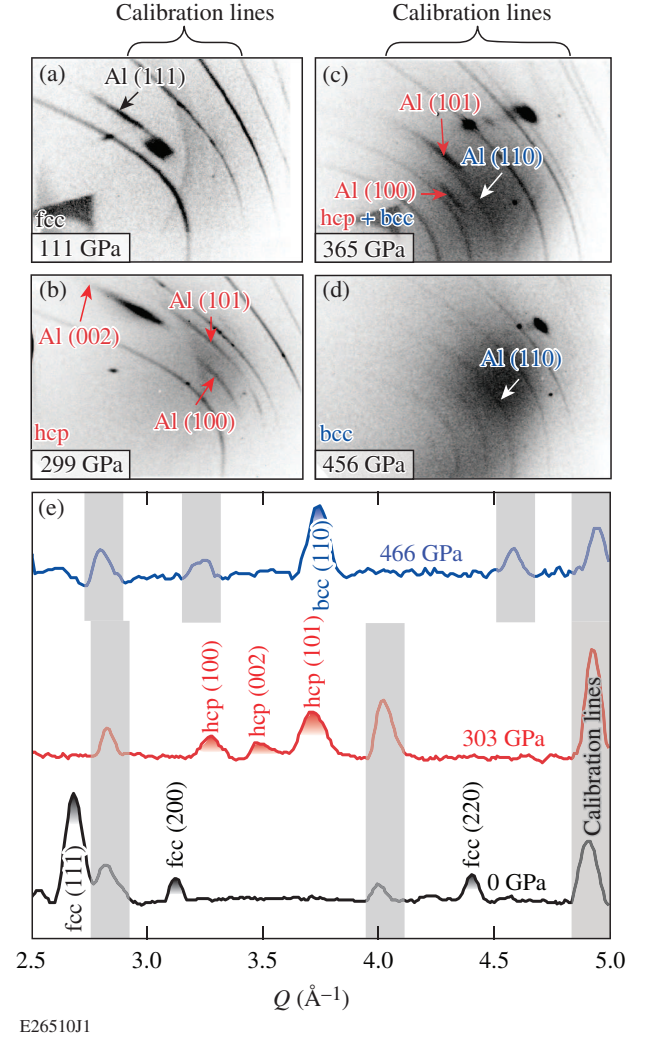 Calibration lines Calibration lines
(a)
Al (111)
fcc
111 GPa
(c)
Al (101)
Al (110)
Al (100)
hcp + bcc
365 GPa
(b)
Al (101)
Al (002)
Al (100)
hcp
299 GPa
(d)
Al (110)
bcc
456 GPa
(e)
466 GPa
bcc (110)
hcp (100)
hcp (002)
hcp (101)
303 GPa
Calibration lines
fcc (111)
fcc (200)
fcc (220)
0 GPa
2.5 3.0 3.5 4.0 4.5 5.0
Q (Å–1)
E26510J1